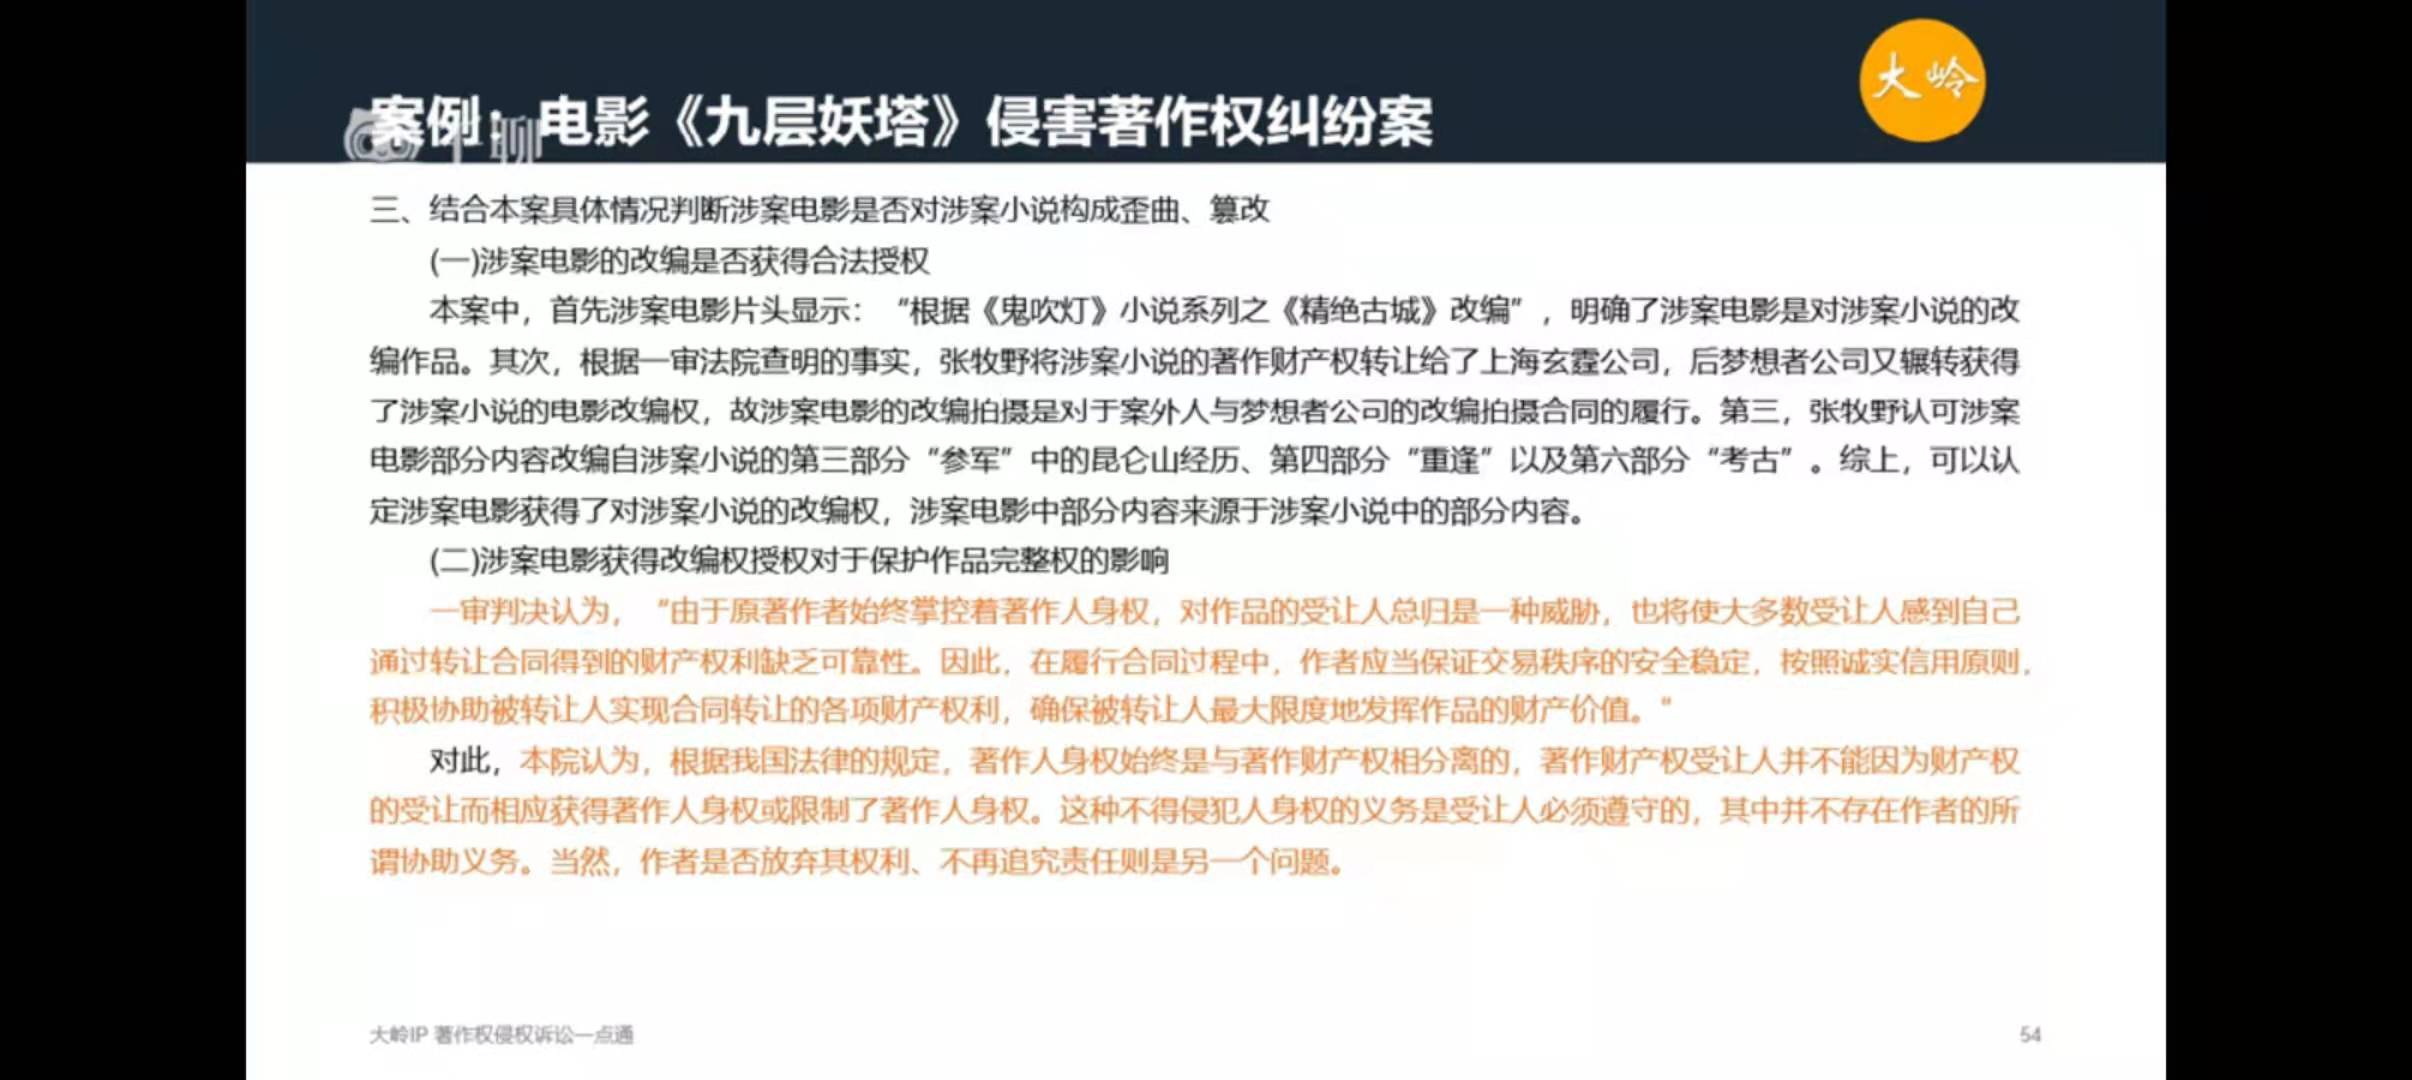 大岭
案例：电影《九层妖塔》侵害著作权纠纷案
三、结合本案具体情况判断涉案电影是否对涉案小说构成歪曲、篡改
(一)涉案电影的改编是否获得合法授权
本案中，首先涉案电影片头显示：“根据《鬼吹灯》小说系列之《精绝古城》改编”，明确了涉案电影是对涉案小说的改
编作品。其次，根据一审法院查明的事实，张牧野将涉案小说的著作财产权转让给了上海玄霆公司，后梦想者公司又辗转获得
了涉案小说的电影改编权，故涉案电影的改编拍摄是对于案外人与梦想者公司的改编拍摄合同的履行。第三，张牧野认可涉案
电影部分内容改编自涉案小说的第三部分“参军”中的昆仑山经历、第四部分“重逢”以及第六部分“考古”。综上，可以认
定涉案电影获得了对涉案小说的改编权，涉案电影中部分内容来源于涉案小说中的部分内容。
(二)涉案电影获得改编权授权对于保护作品完整权的影响
一审判决认为，“由于原著作者始终掌控着著作人身权，对作品的受让人总归是一种威胁，也将使大多数受让人感到自己
通过转让合同得到的财产权利缺乏可靠性。因此，在履行合同过程中，作者应当保证交易秩序的安全稳定，按照诚实信用原则，
积极协助被转让人实现合同转让的各项财产权利，确保被转让人最大限度地发挥作品的财产价值。”
对此，本院认为，根据我国法律的规定，著作人身权始终是与著作财产权相分离的，著作财产权受让人并不能因为财产权
的受让而相应获得著作人身权或限制了著作人身权。这种不得侵犯人身权的义务是受让人必须遵守的，其中并不存在作者的所
谓协助义务。当然，作者是否放弃其权利、不再追究责任则是另一个问题。
大岭IP 著作权侵权诉讼一点通
54